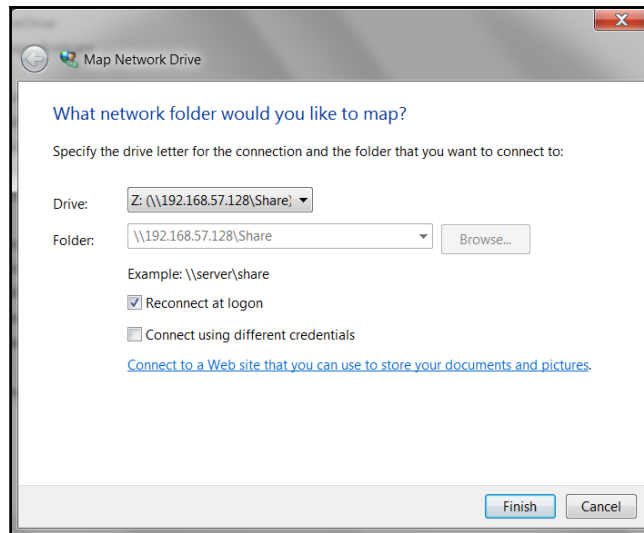 Map Network Drive
What network folder would you like to map?
Specify the drive letter for the connection and the folder that you want to connect to:
Drive: Z: (\\192.168.57.128\Share)
Folder: \\192.168.57.128\Share Browse...
Example: \\server\share
Reconnect at logon
Connect using different credentials
Connect to a Web site that you can use to store your documents and pictures.
Finish Cancel